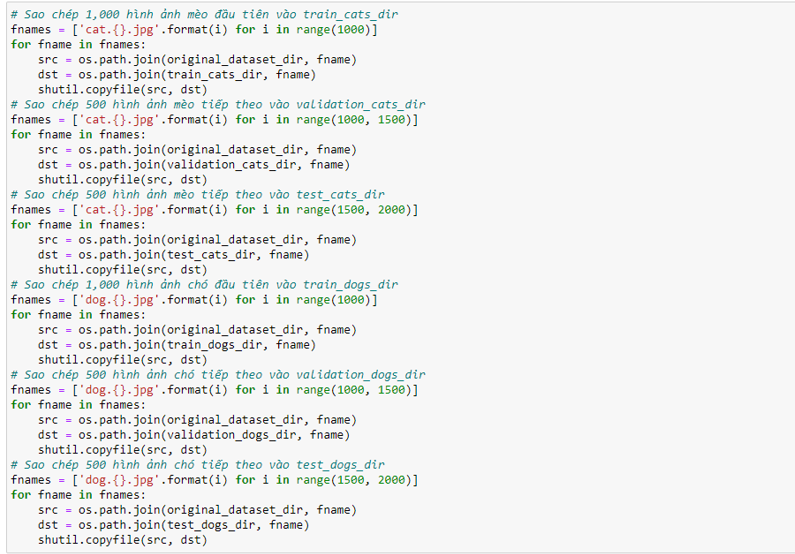 # Sao chép 1,000 hình ảnh mèo đầu tiên vào train_cats_dir
fnames = ['cat.{}.jpg'.format(i) for i in range(1000)]
for fname in fnames:
    src = os.path.join(original_dataset_dir, fname)
    dst = os.path.join(train_cats_dir, fname)
    shutil.copyfile(src, dst)
# Sao chép 500 hình ảnh mèo tiếp theo vào validation_cats_dir
fnames = ['cat.{}.jpg'.format(i) for i in range(1000, 1500)]
for fname in fnames:
    src = os.path.join(original_dataset_dir, fname)
    dst = os.path.join(validation_cats_dir, fname)
    shutil.copyfile(src, dst)
# Sao chép 500 hình ảnh mèo tiếp theo vào test_cats_dir
fnames = ['cat.{}.jpg'.format(i) for i in range(1500, 2000)]
for fname in fnames:
    src = os.path.join(original_dataset_dir, fname)
    dst = os.path.join(test_cats_dir, fname)
    shutil.copyfile(src, dst)
# Sao chép 1,000 hình ảnh chó đầu tiên vào train_dogs_dir
fnames = ['dog.{}.jpg'.format(i) for i in range(1000)]
for fname in fnames:
    src = os.path.join(original_dataset_dir, fname)
    dst = os.path.join(train_dogs_dir, fname)
    shutil.copyfile(src, dst)
# Sao chép 500 hình ảnh chó tiếp theo vào validation_dogs_dir
fnames = ['dog.{}.jpg'.format(i) for i in range(1000, 1500)]
for fname in fnames:
    src = os.path.join(original_dataset_dir, fname)
    dst = os.path.join(validation_dogs_dir, fname)
    shutil.copyfile(src, dst)
# Sao chép 500 hình ảnh chó tiếp theo vào test_dogs_dir
fnames = ['dog.{}.jpg'.format(i) for i in range(1500, 2000)]
for fname in fnames:
    src = os.path.join(original_dataset_dir, fname)
    dst = os.path.join(test_dogs_dir, fname)
    shutil.copyfile(src, dst)